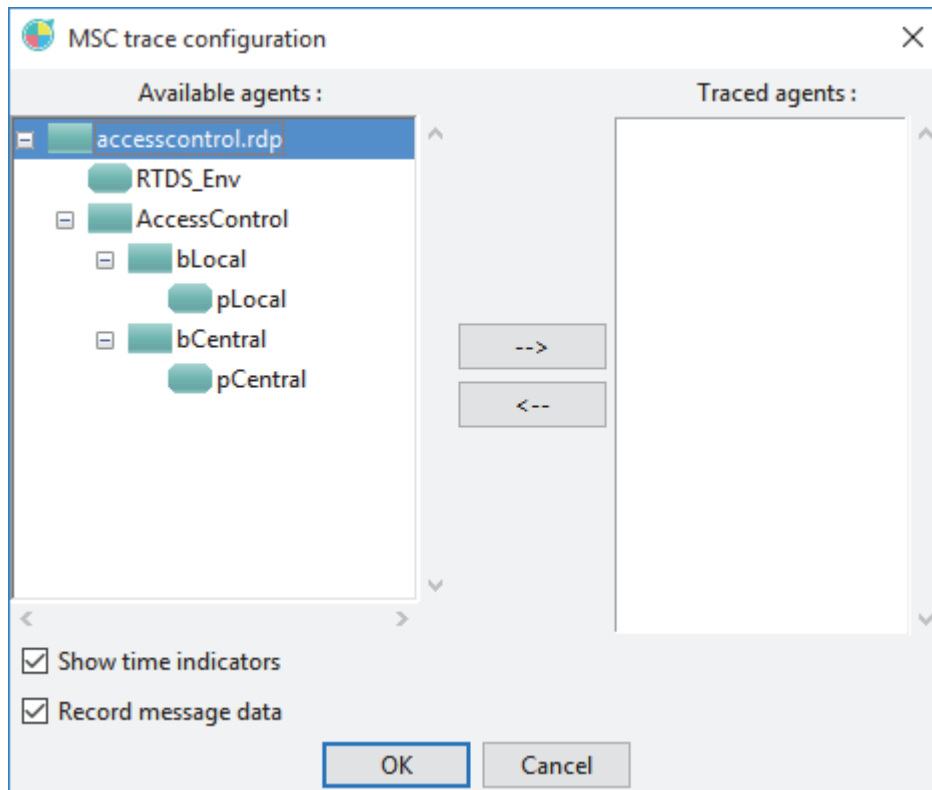 MSC trace configuration
Available agents :
Traced agents :
accesscontrol.rdp
RTDS_Env
AccessControl
bLocal
pLocal
bCentral
pCentral
-->
<--
Show time indicators
Record message data
OK
Cancel